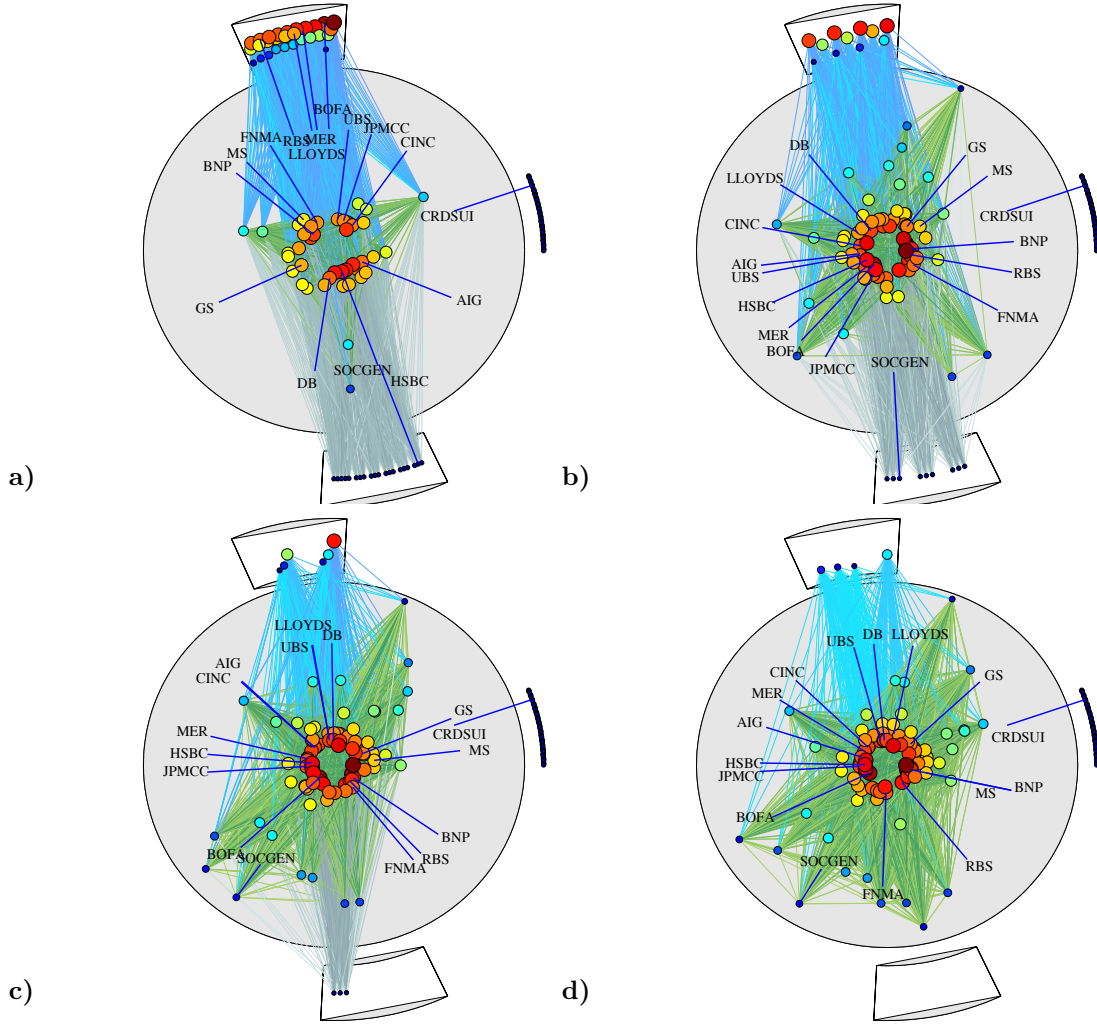 BOFA
UBS
JPMCC
FNMA
RBS
MER
CINC
MS
LLOYDS
BNP
CRDSUI
GS
AIG
DB
SOCGEN
HSBC
a)
DB
GS
LLOYDS
MS
CINC
CRDSUI
BNP
AIG
UBS
RBS
HSBC
FNMA
MER
BOFA
JPMCC
SOCGEN
b)
LLOYDS
DB
UBS
AIG
CINC
GS
CRDSUI
MER
MS
HSBC
JPMCC
BNP
BOFA
SOCGEN
RBS
FNMA
c)
UBS
DB
LLOYDS
CINC
GS
MER
AIG
CRDSUI
HSBC
JPMCC
MS
BNP
BOFA
SOCGEN
RBS
FNMA
d)